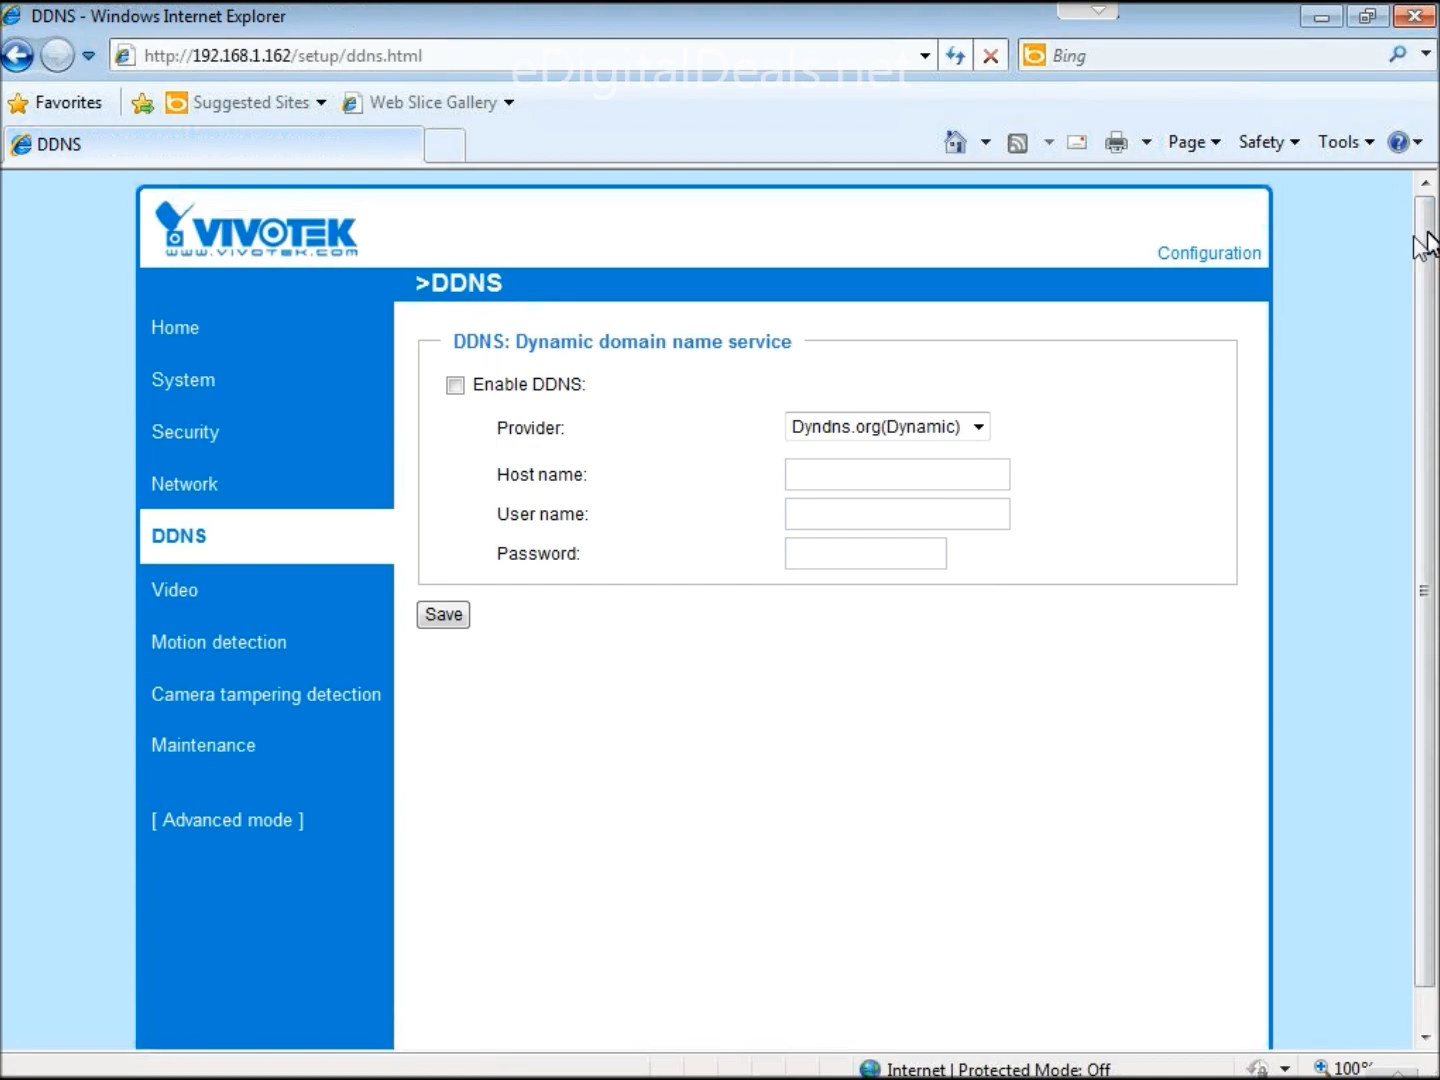 DDNS - Windows Internet Explorer
http://192.168.1.162/setup/ddns.html
Bing
eDigitalDeals.net
Favorites
Suggested Sites
Web Slice Gallery
DDNS
Page
Safety
Tools
VIVOTEK
www.vivotek.com
Configuration
>DDNS
Home
System
Security
Network
DDNS
Video
Motion detection
Camera tampering detection
Maintenance
[ Advanced mode ]
DDNS: Dynamic domain name service
Enable DDNS:
Provider:
Dyndns.org(Dynamic)
Host name:
User name:
Password:
Save
Internet | Protected Mode: Off
100%